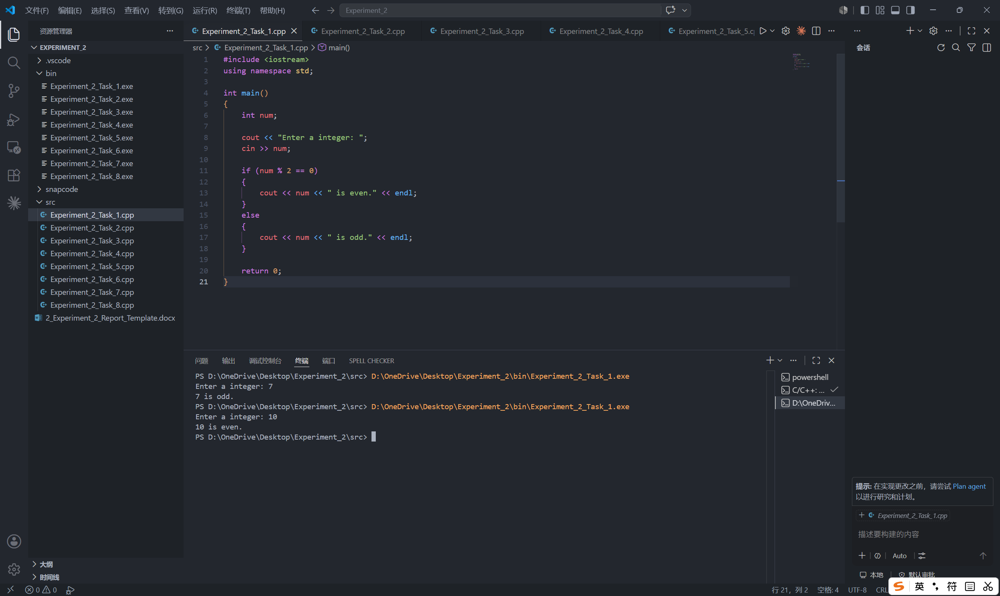 文件(F) 编辑(E) 选择(S) 查看(V) 转到(G) 运行(R) 终端(T) 帮助(H) Experiment_2
资源管理器
EXPERIMENT_2
.vscode
bin
Experiment_2_Task_1.exe
Experiment_2_Task_2.exe
Experiment_2_Task_3.exe
Experiment_2_Task_4.exe
Experiment_2_Task_5.exe
Experiment_2_Task_6.exe
Experiment_2_Task_7.exe
Experiment_2_Task_8.exe
snapcode
src
Experiment_2_Task_1.cpp
Experiment_2_Task_2.cpp
Experiment_2_Task_3.cpp
Experiment_2_Task_4.cpp
Experiment_2_Task_5.cpp
Experiment_2_Task_6.cpp
Experiment_2_Task_7.cpp
Experiment_2_Task_8.cpp
2_Experiment_2_Report_Template.docx
大纲
时间线
Experiment_2_Task_1.cpp Experiment_2_Task_2.cpp Experiment_2_Task_3.cpp Experiment_2_Task_4.cpp Experiment_2_Task_5.c
src > Experiment_2_Task_1.cpp > main()
1 #include <iostream>
2 using namespace std;
3
4 int main()
5 {
6 int num;
7
8 cout << "Enter a integer: ";
9 cin >> num;
10
11 if (num % 2 == 0)
12 {
13 cout << num << " is even." << endl;
14 }
15 else
16 {
17 cout << num << " is odd." << endl;
18 }
19
20 return 0;
21 }
问题 输出 调试控制台 终端 端口 SPELL CHECKER
PS D:\OneDrive\Desktop\Experiment_2\src> D:\OneDrive\Desktop\Experiment_2\bin\Experiment_2_Task_1.exe
Enter a integer: 7
7 is odd.
PS D:\OneDrive\Desktop\Experiment_2\src> D:\OneDrive\Desktop\Experiment_2\bin\Experiment_2_Task_1.exe
Enter a integer: 10
10 is even.
PS D:\OneDrive\Desktop\Experiment_2\src>
powershell
C/C++: ...
D:\OneDriv...
会话
提示: 在实现更改之前，请尝试 Plan agent
以进行研究和计划。
Experiment_2_Task_1.cpp
描述要构建的内容
Auto
本地 默认审批
0 0 行 21，列 2 空格: 4 UTF-8 CRL
英 符